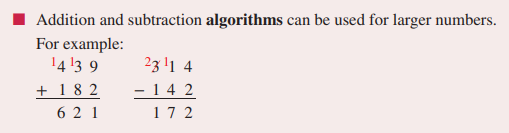 ■ Addition and subtraction algorithms can be used for larger numbers.
For example:
¹4 ¹3 9 ²3 ¹1 4
+ 1 8 2 − 1 4 2
6 2 1 1 7 2